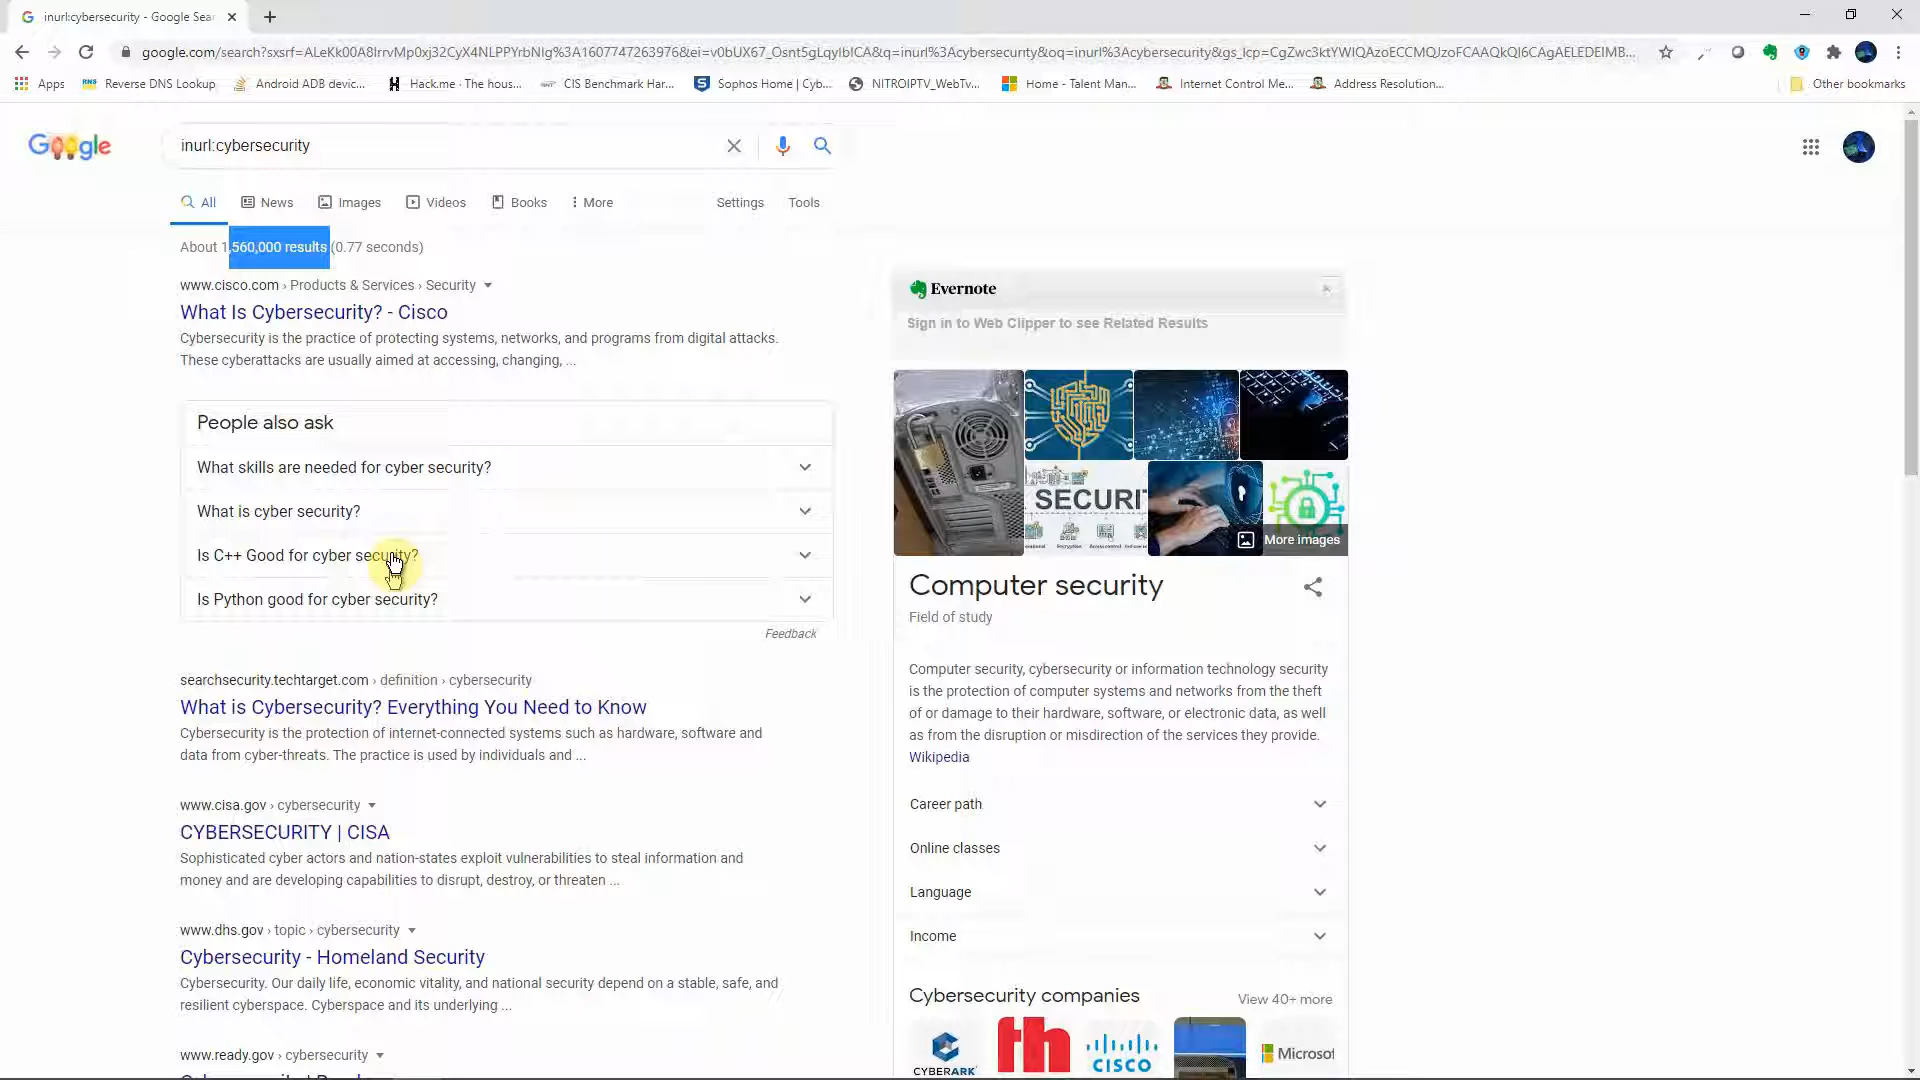 inurl:cybersecurity - Google Sear
google.com/search?sxsrf=ALeKk00A8IrrvMp0xj32CyX4NLPPYrbNIg%3A1607747263976&ei=v0bUX67_Osnt5gLqyIbICA&q=inurl%3Acybersecurity&oq=inurl%3Acybersecurity&gs_lcp=CgZwc3ktYWIQAzoECCMQJzoFCAAQkQI6CAgAELEDEIMB...
Apps
Reverse DNS Lookup
Android ADB devic...
Hack.me · The hous...
CIS Benchmark Har...
Sophos Home | Cyb...
NITROIPTV_WebTv...
Home - Talent Man...
Internet Control Me...
Address Resolution...
Other bookmarks
Google
inurl:cybersecurity
All
News
Images
Videos
Books
More
Settings
Tools
About 1,560,000 results (0.77 seconds)
www.cisco.com › Products & Services › Security
What Is Cybersecurity? - Cisco
Cybersecurity is the practice of protecting systems, networks, and programs from digital attacks.
These cyberattacks are usually aimed at accessing, changing, ...
People also ask
What skills are needed for cyber security?
What is cyber security?
Is C++ Good for cyber security?
Is Python good for cyber security?
Feedback
searchsecurity.techtarget.com › definition › cybersecurity
What is Cybersecurity? Everything You Need to Know
Cybersecurity is the protection of internet-connected systems such as hardware, software and
data from cyber-threats. The practice is used by individuals and ...
www.cisa.gov › cybersecurity
CYBERSECURITY | CISA
Sophisticated cyber actors and nation-states exploit vulnerabilities to steal information and
money and are developing capabilities to disrupt, destroy, or threaten ...
www.dhs.gov › topic › cybersecurity
Cybersecurity - Homeland Security
Cybersecurity. Our daily life, economic vitality, and national security depend on a stable, safe, and
resilient cyberspace. Cyberspace and its underlying ...
www.ready.gov › cybersecurity
Evernote
Sign in to Web Clipper to see Related Results
SECURIT
More images
Computer security
Field of study
Computer security, cybersecurity or information technology security
is the protection of computer systems and networks from the theft
of or damage to their hardware, software, or electronic data, as well
as from the disruption or misdirection of the services they provide.
Wikipedia
Career path
Online classes
Language
Income
Cybersecurity companies
View 40+ more
CYBERARK
th
CISCO
Microsof